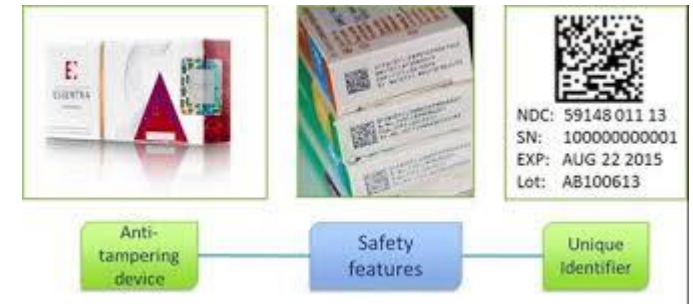 E
ESSENTRA
NDC: 59148 011 13
SN: 100000000001
EXP: AUG 22 2015
Lot: AB100613
Anti-
tampering
device
Safety
features
Unique
Identifier